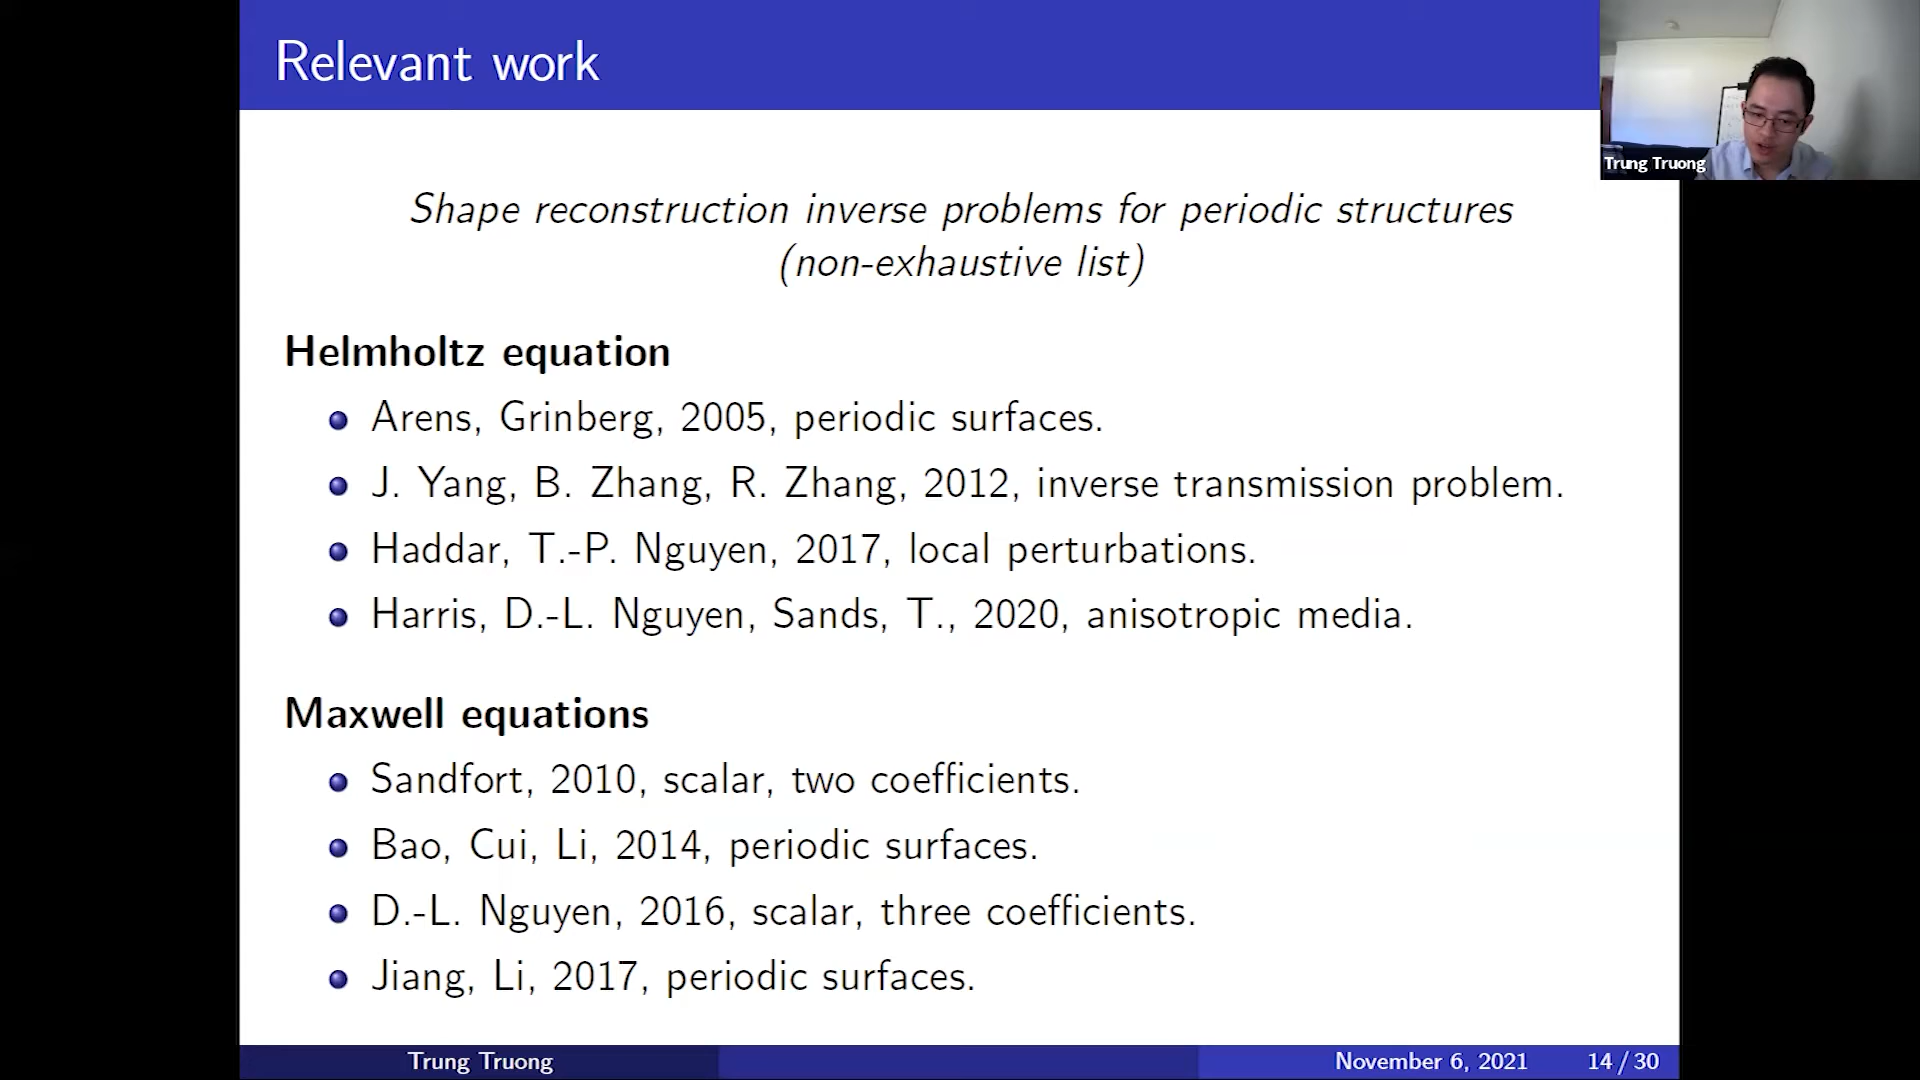 Relevant work
Trung Truong
Shape reconstruction inverse problems for periodic structures
(non-exhaustive list)
Helmholtz equation
Arens, Grinberg, 2005, periodic surfaces.
J. Yang, B. Zhang, R. Zhang, 2012, inverse transmission problem.
Haddar, T.-P. Nguyen, 2017, local perturbations.
Harris, D.-L. Nguyen, Sands, T., 2020, anisotropic media.
Maxwell equations
Sandfort, 2010, scalar, two coefficients.
Bao, Cui, Li, 2014, periodic surfaces.
D.-L. Nguyen, 2016, scalar, three coefficients.
Jiang, Li, 2017, periodic surfaces.
Trung Truong November 6, 2021 14 / 30